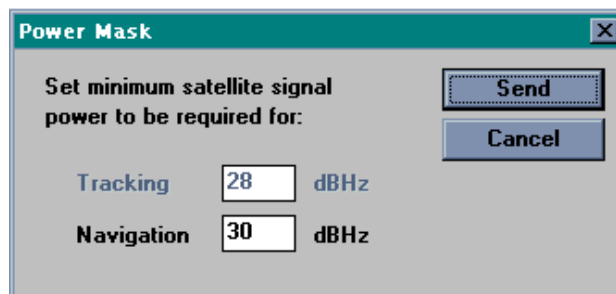 Power Mask
Set minimum satellite signal
power to be required for:
Send
Cancel
Tracking 28 dBHz
Navigation 30 dBHz